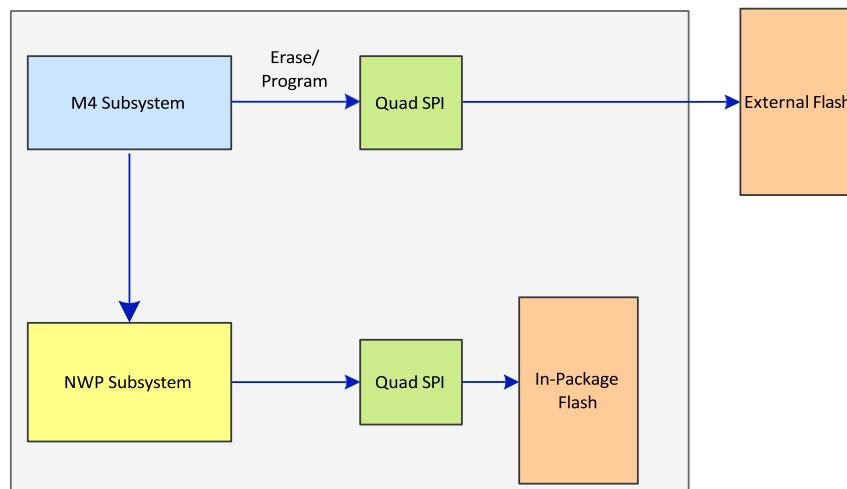 Erase/
Program
M4 Subsystem
Quad SPI
External Flash
NWP Subsystem
Quad SPI
In-Package
Flash